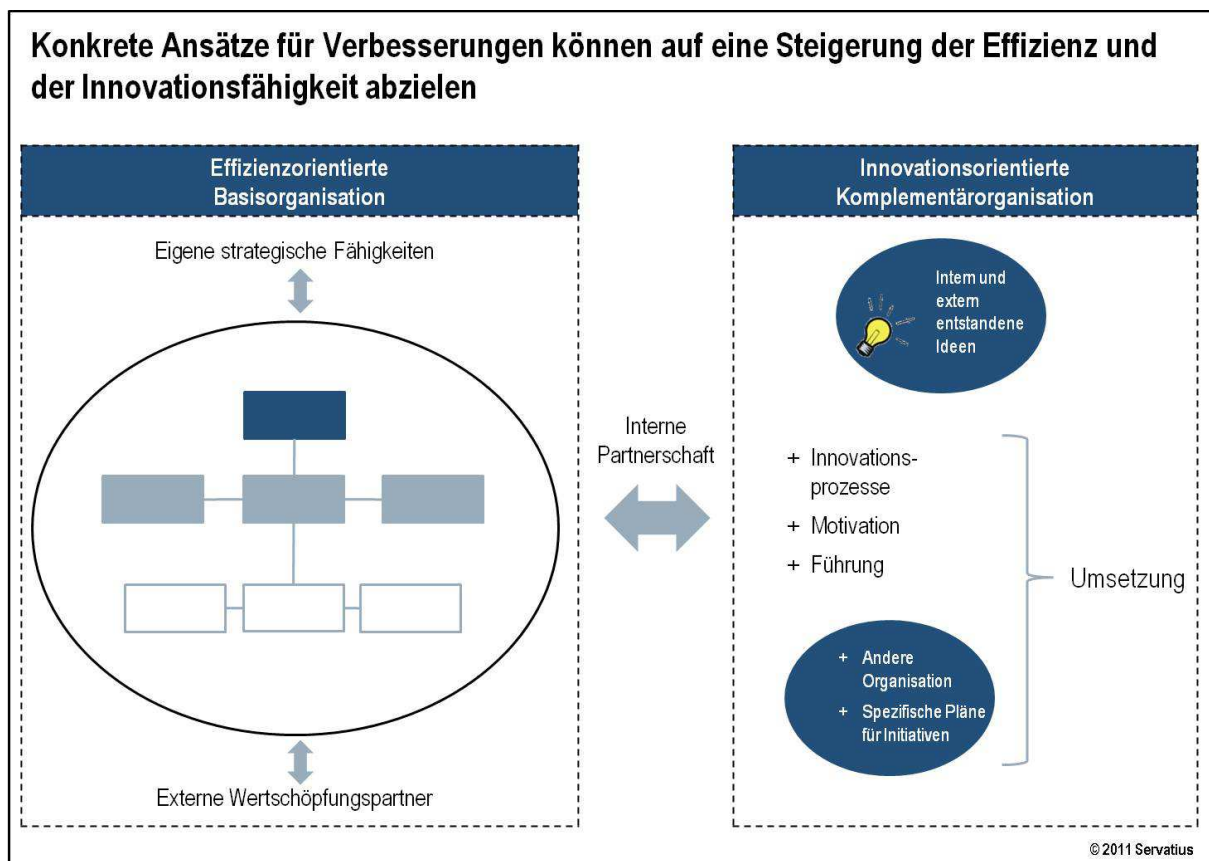 Konkrete Ansätze für Verbesserungen können auf eine Steigerung der Effizienz und
der Innovationsfähigkeit abzielen
Effizienzorientierte
Basisorganisation
Eigene strategische Fähigkeiten
Externe Wertschöpfungspartner
Interne
Partnerschaft
Innovationsorientierte
Komplementärorganisation
Intern und
extern
entstandene
Ideen
+ Innovations-
prozesse
+ Motivation
+ Führung
+ Andere
Organisation
+ Spezifische Pläne
für Initiativen
Umsetzung
© 2011 Servatius